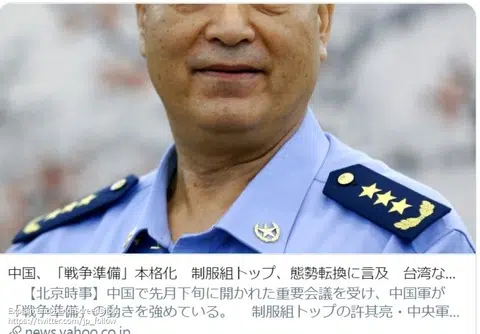 中国、「戦争準備」本格化 制服組トップ、態勢転換に言及 台湾な...
【北京時事】中国で先月下旬に開かれた重要会議を受け、中国軍が
「戦争準備」の動きを強めている。 制服組トップの許其亮・中央軍...
https://twitter.com/jp_follow
news.yahoo.co.jp